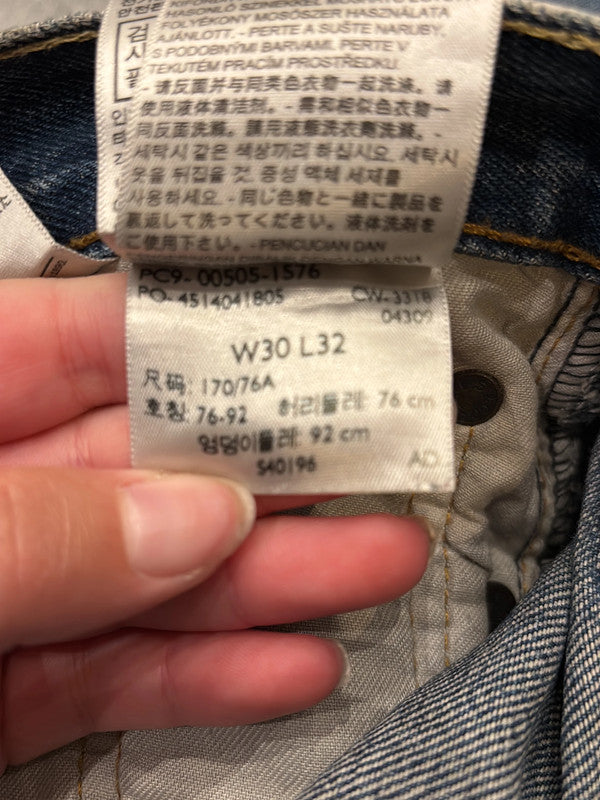 FOLYÉKONY MOSÓSZER HASZNÁLATA
AJÁNLOTT. - PERTE A SUŠTE NARUBY,
S PODOBNÝMI BARVAMI. PERTE V
TEKUTÉM PRACÍM PROSTŘEDKU.
- 请反面并与同类色衣物一起洗涤。请
使用液体清洁剂。- 需和相似色衣物一
同反面洗滌。請用液態洗衣劑洗滌。-
세탁시 같은 색상끼리 하십시요. 세탁시
옷을 뒤집을 것. 중성 액체 세제를
사용하세요. - 同じ色物と一緒に製品を
裏返して洗ってください。液体洗剤をご
使用下さい。- PENCUCIAN DAN
PC9- 00505-1576
PO- 4514041805 CW-3318
04309
W30 L32
尺码: 170/76A
호칭: 76-92 허리둘레: 76 cm
엉덩이둘레: 92 cm
S40196 AD